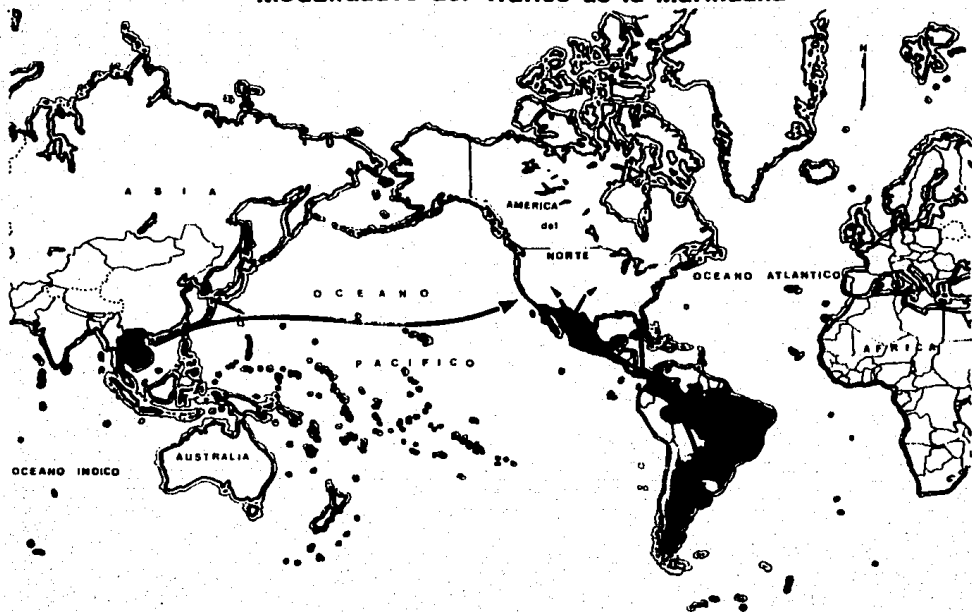 N
A S I A
AMERICA
del
NORTE
OCEANO ATLANTICO
O C E A N O
P A C I F I C O
A F R I C A
AUSTRALIA
OCEANO INDICO